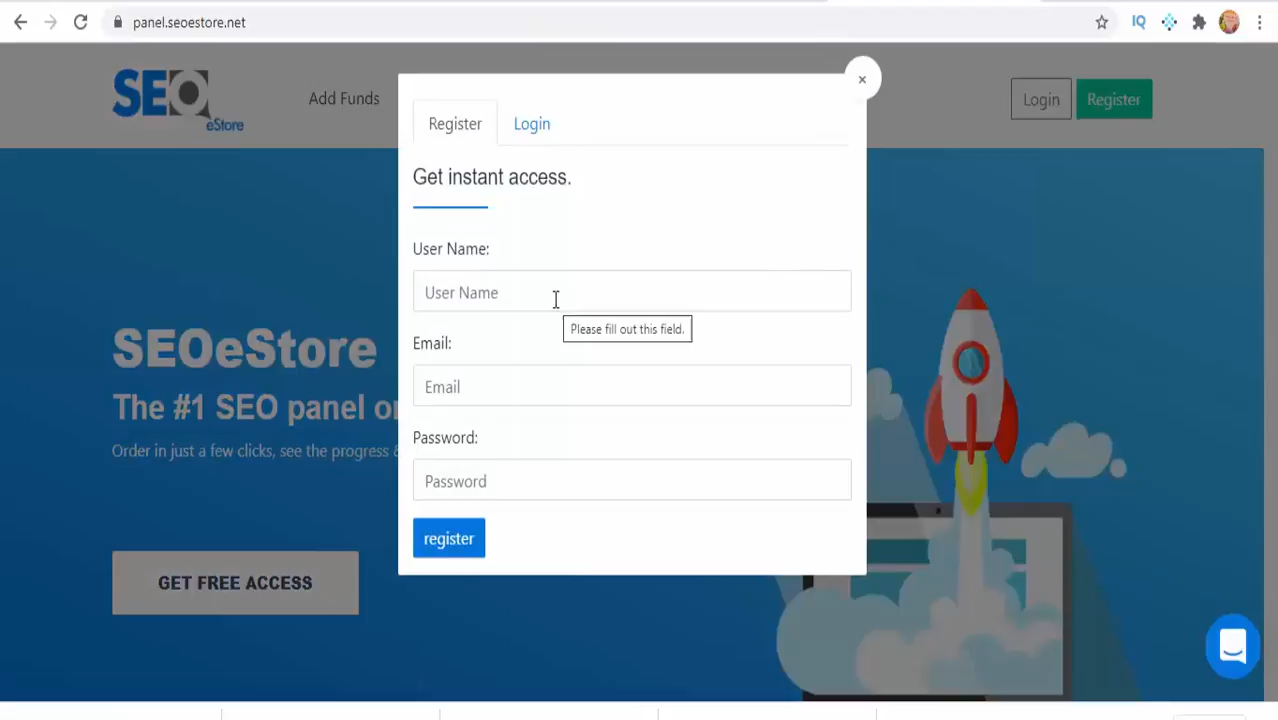 panel.seoestore.net
IQ
SEO
eStore
Add Funds
Login
Register
×
Register
Login
Get instant access.
User Name:
User Name
Please fill out this field.
Email:
Email
Password:
Password
register
SEOeStore
The #1 SEO panel
Order in just a few clicks, see the progress
GET FREE ACCESS